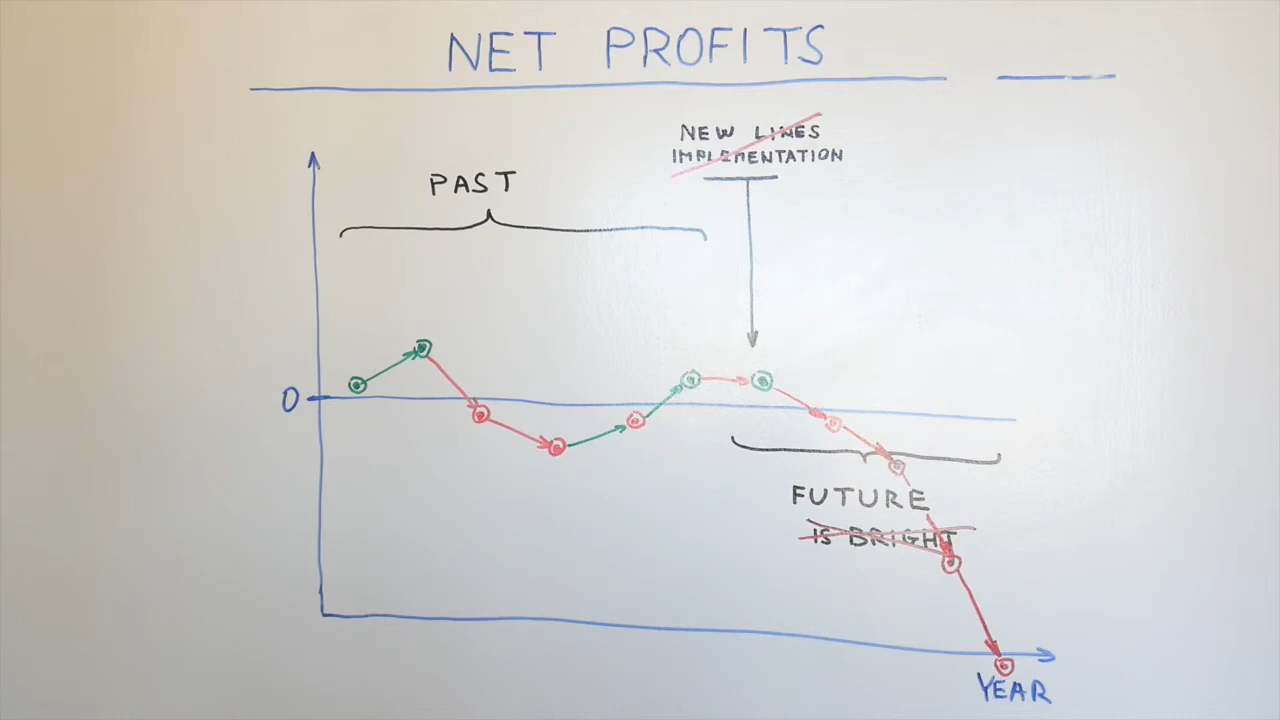 NET PROFITS
NEW LINES
IMPLEMENTATION
PAST
0
FUTURE
IS BRIGHT
YEAR